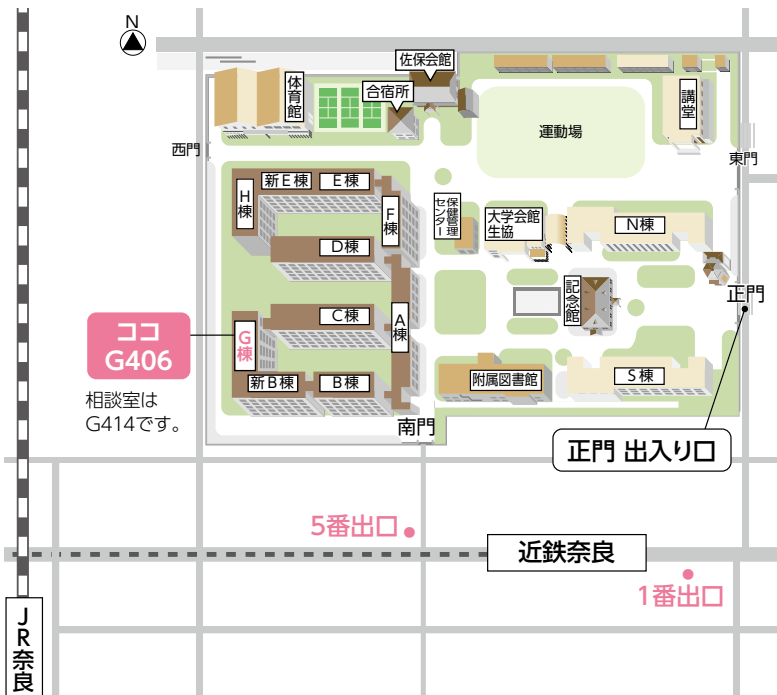 N
佐保会館
体育館
合宿所
講堂
運動場
西門
東門
新E棟
E棟
H棟
F棟
保健管理
センター
大学会館
生協
N棟
D棟
正門
記念館
C棟
A棟
ココ
G406
G棟
相談室は
G414です。
新B棟
B棟
附属図書館
S棟
南門
正門 出入り口
5番出口
近鉄奈良
1番出口
JR奈良